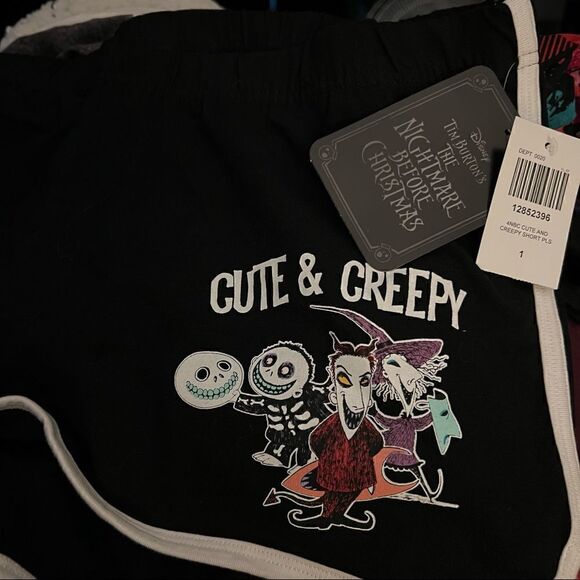 Disney
TIM BURTON'S
THE
NIGHTMARE
BEFORE
CHRISTMAS
DEPT 0020
12852396
4NBC CUTE AND
CREEPY SHORT PLS
1
CUTE & CREEPY